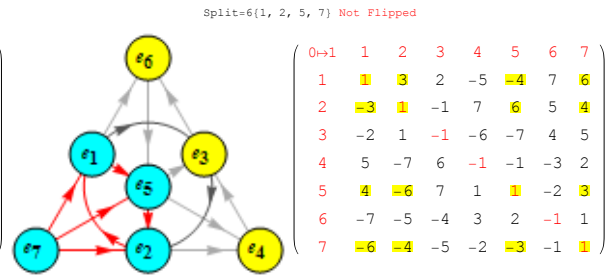 Split=6{1, 2, 5, 7} Not Flipped
e6
e1
e3
e5
e7
e2
e4
0↦1 1 2 3 4 5 6 7
1 1 3 2 −5 −4 7 6
2 −3 1 −1 7 6 5 4
3 −2 1 −1 −6 −7 4 5
4 5 −7 6 −1 −1 −3 2
5 4 −6 7 1 1 −2 3
6 −7 −5 −4 3 2 −1 1
7 −6 −4 −5 −2 −3 −1 1